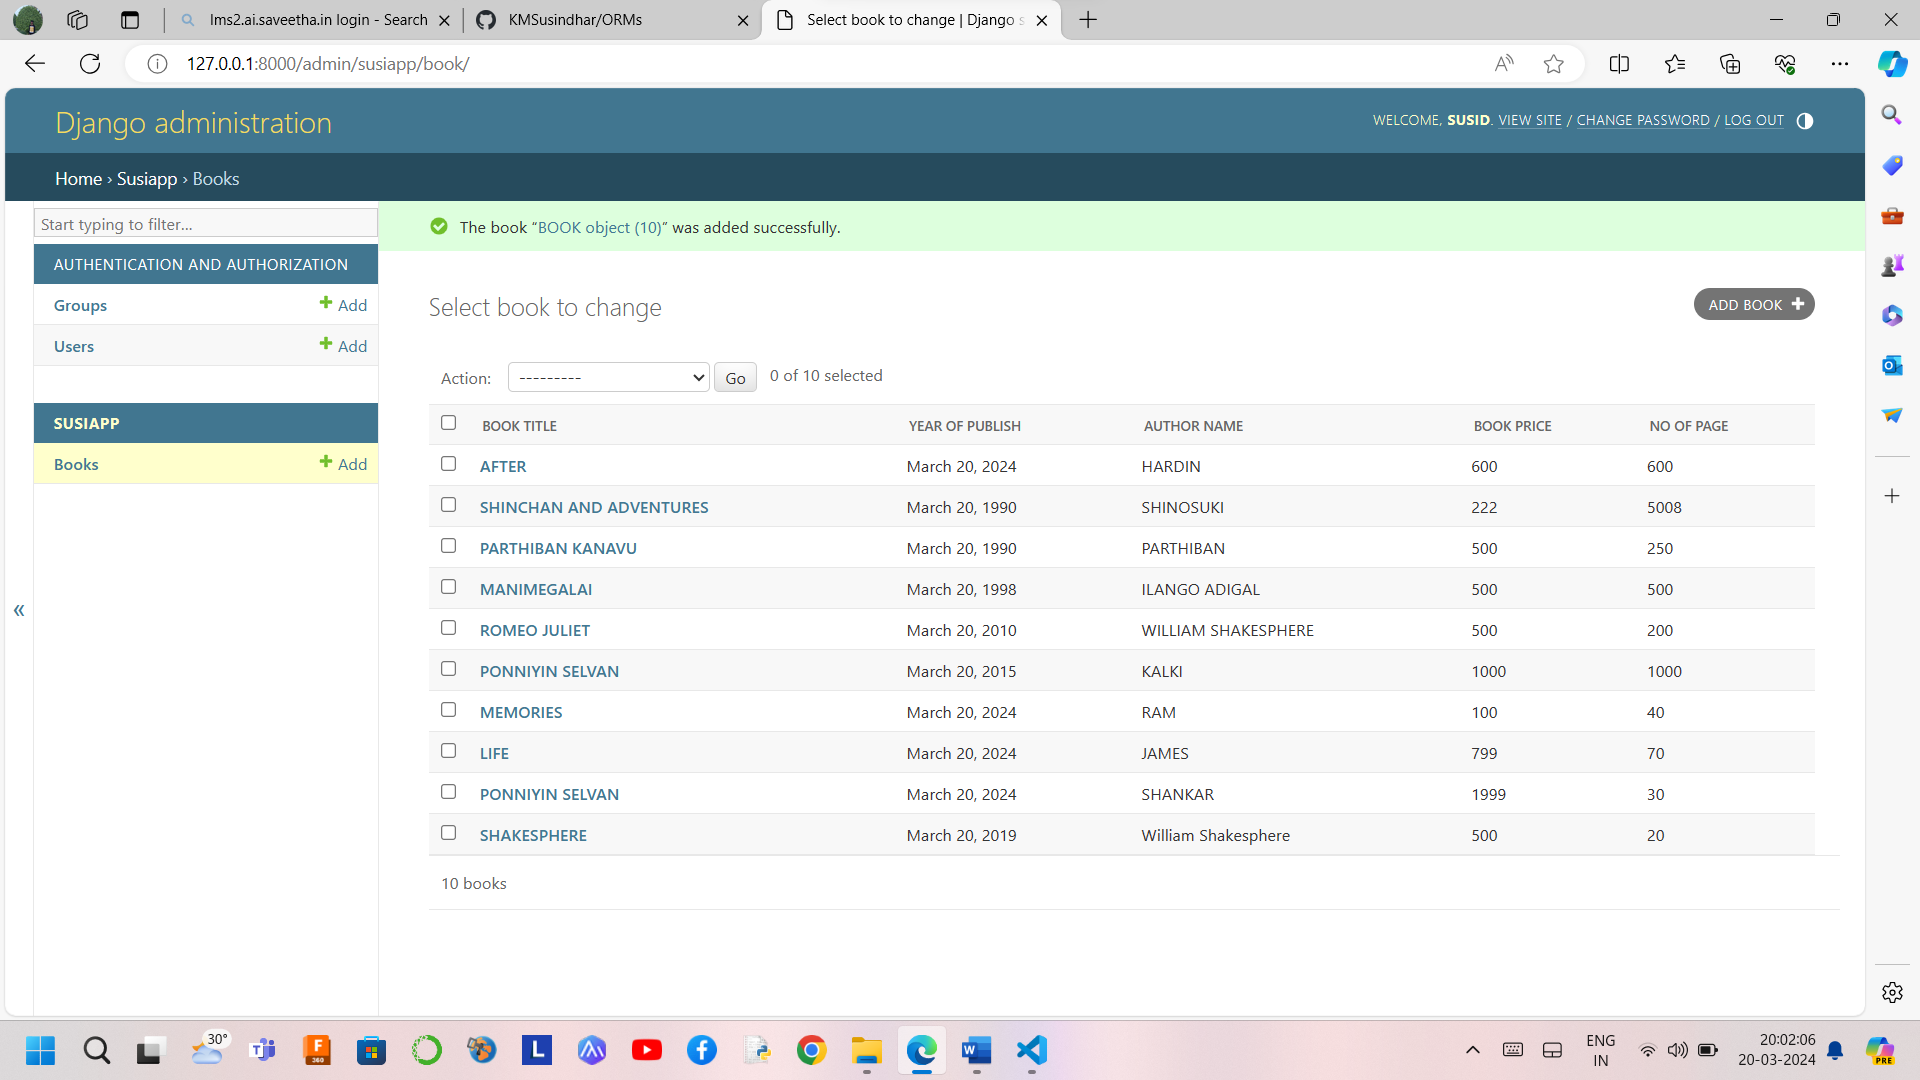 lms2.ai.saveetha.in login - Search
KMSusindhar/ORMs
Select book to change | Django s
127.0.0.1:8000/admin/susiapp/book/
Django administration
WELCOME, SUSID. VIEW SITE / CHANGE PASSWORD / LOG OUT
Home › Susiapp › Books
Start typing to filter...
AUTHENTICATION AND AUTHORIZATION
Groups + Add
Users + Add
SUSIAPP
Books + Add
«
The book “BOOK object (10)” was added successfully.
Select book to change
ADD BOOK +
Action: --------- Go 0 of 10 selected
BOOK TITLE YEAR OF PUBLISH AUTHOR NAME BOOK PRICE NO OF PAGE
AFTER March 20, 2024 HARDIN 600 600
SHINCHAN AND ADVENTURES March 20, 1990 SHINOSUKI 222 5008
PARTHIBAN KANAVU March 20, 1990 PARTHIBAN 500 250
MANIMEGALAI March 20, 1998 ILANGO ADIGAL 500 500
ROMEO JULIET March 20, 2010 WILLIAM SHAKESPHERE 500 200
PONNIYIN SELVAN March 20, 2015 KALKI 1000 1000
MEMORIES March 20, 2024 RAM 100 40
LIFE March 20, 2024 JAMES 799 70
PONNIYIN SELVAN March 20, 2024 SHANKAR 1999 30
SHAKESPHERE March 20, 2019 William Shakesphere 500 20
10 books
30°
F
360
L
W
ENG
IN
20:02:06
20-03-2024
PRE